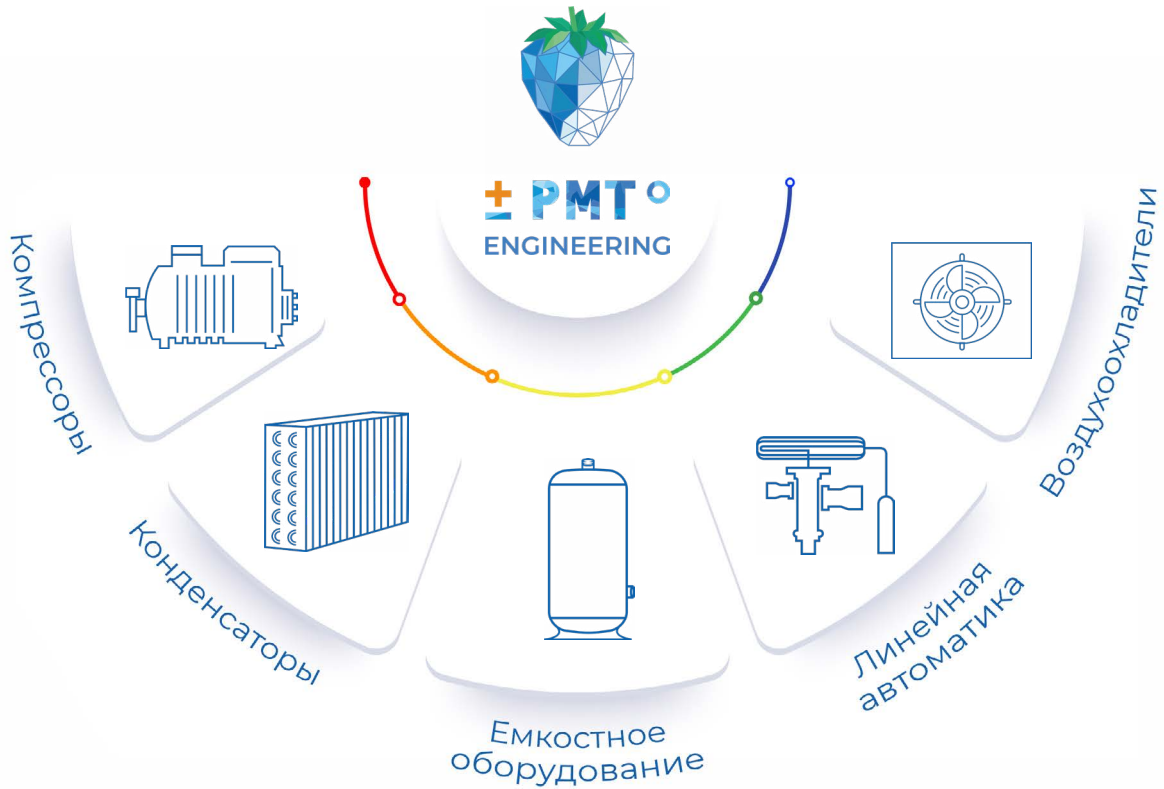 ± PMT°
ENGINEERING
Компрессоры
Конденсаторы
Емкостное
оборудование
Линейная
автоматика
Воздухоохладители